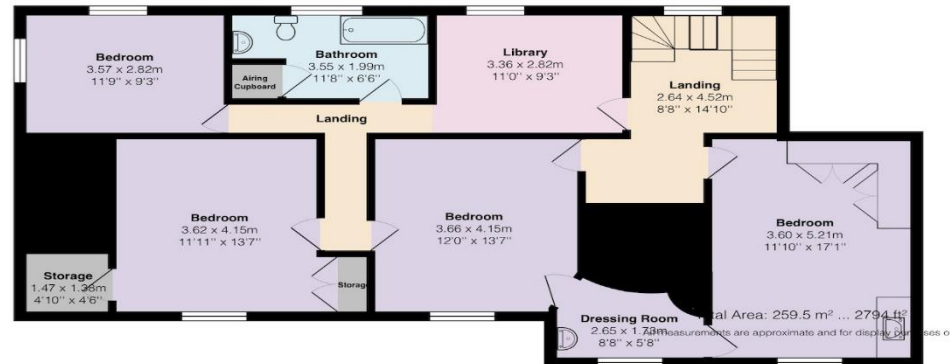 Bedroom
3.57 x 2.82m
11'9" x 9'3"
Bathroom
3.55 x 1.99m
11'8" x 6'6"
Airing
Cupboard
Library
3.36 x 2.82m
11'0" x 9'3"
Landing
2.64 x 4.52m
8'8" x 14'10"
Landing
Bedroom
3.62 x 4.15m
11'11" x 13'7"
Bedroom
3.66 x 4.15m
12'0" x 13'7"
Bedroom
3.60 x 5.21m
11'10" x 17'1"
Storage
1.47 x 1.38m
4'10" x 4'6"
Storage
Dressing Room
2.65 x 1.73m
8'8" x 5'8"
Area: 259.5 m² ... 2794 ft²
measurements are approximate and for display